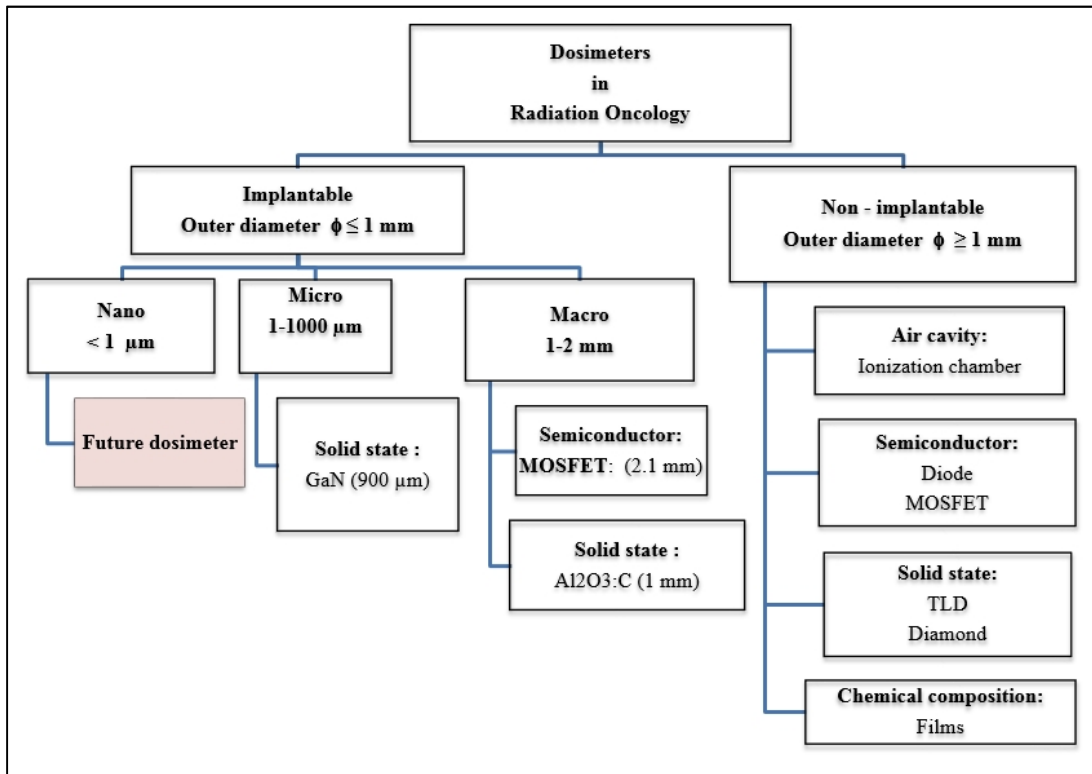 Dosimeters
in
Radiation Oncology
Implantable
Outer diameter ϕ ≤ 1 mm
Non - implantable
Outer diameter ϕ ≥ 1 mm
Nano
< 1 µm
Micro
1-1000 µm
Macro
1-2 mm
Future dosimeter
Solid state :
GaN (900 µm)
Semiconductor:
MOSFET: (2.1 mm)
Solid state :
Al2O3:C (1 mm)
Air cavity:
Ionization chamber
Semiconductor:
Diode
MOSFET
Solid state:
TLD
Diamond
Chemical composition:
Films